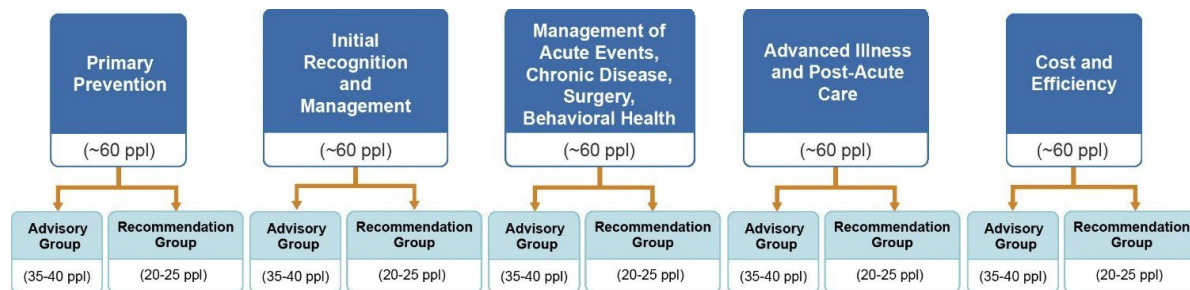 Primary
Prevention
(~60 ppl)
Initial
Recognition
and
Management
(~60 ppl)
Management of
Acute Events,
Chronic Disease,
Surgery,
Behavioral Health
(~60 ppl)
Advanced Illness
and Post-Acute
Care
(~60 ppl)
Cost and
Efficiency
(~60 ppl)
Advisory
Group
(35-40 ppl)
Recommendation
Group
(20-25 ppl)
Advisory
Group
(35-40 ppl)
Recommendation
Group
(20-25 ppl)
Advisory
Group
(35-40 ppl)
Recommendation
Group
(20-25 ppl)
Advisory
Group
(35-40 ppl)
Recommendation
Group
(20-25 ppl)
Advisory
Group
(35-40 ppl)
Recommendation
Group
(20-25 ppl)